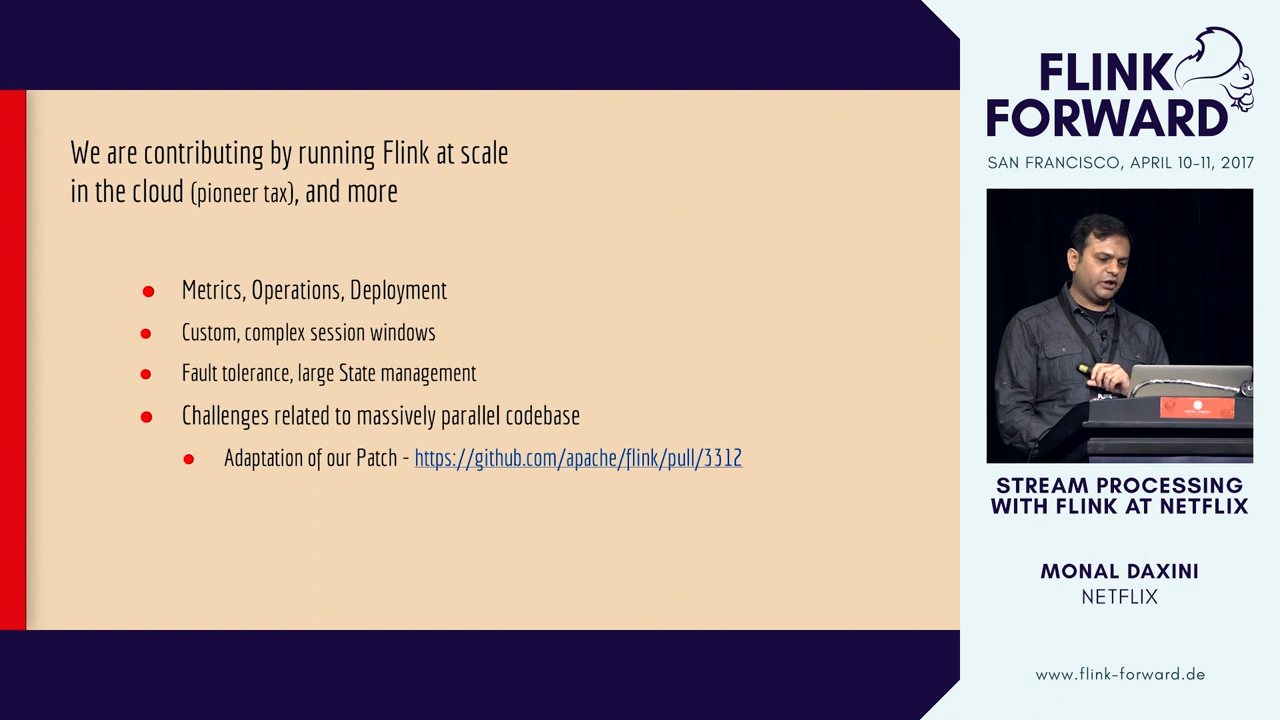 We are contributing by running Flink at scale
in the cloud (pioneer tax), and more
● Metrics, Operations, Deployment
● Custom, complex session windows
● Fault tolerance, large State management
● Challenges related to massively parallel codebase
● Adaptation of our Patch - https://github.com/apache/flink/pull/3312
FLINK
FORWARD
SAN FRANCISCO, APRIL 10-11, 2017
STREAM PROCESSING
WITH FLINK AT NETFLIX
MONAL DAXINI
NETFLIX
www.flink-forward.de